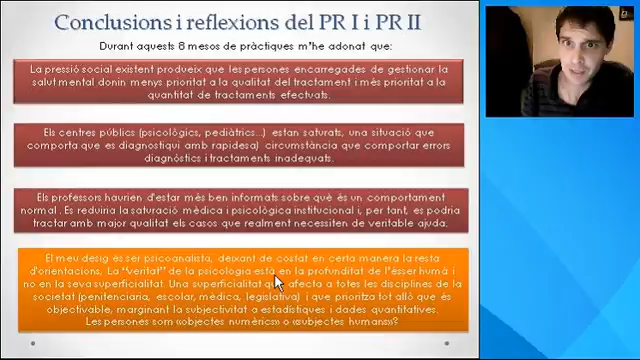 Conclusions i reflexions del PR I i PR II
Durant aquests 8 mesos de pràctiques m'he adonat que:
La pressió social existent produeix que les persones encarregades de gestionar la
salut mental donin menys prioritat a la qualitat del tractament i més prioritat a la
quantitat de tractaments efectuats.
Els centres públics (psicològics, pediàtrics...) estan saturats, una situació que
comporta que es diagnostiqui amb rapidesa) circumstància que comportar errors
diagnòstics i tractaments inadequats.
Els professors haurien d'estar més ben informats sobre què és un comportament
normal. Es reduiria la saturació mèdica i psicològica institucional i, per tant, es podria
tractar amb major qualitat els casos que realment necessiten de veritable ajuda.
El meu desig és ser psicoanalista, deixant de costat en certa manera la resta
d'orientacions. La "veritat" de la psicologia està en la profunditat de l'ésser humà i
no en la seva superficialitat. Una superficialitat que afecta a totes les disciplines de la
societat (penitenciària, escolar, mèdica, legislativa) i que prioritza tot allò que és
objectivable, marginant la subjectivitat a estadístiques i dades quantitatives.
Les persones som «objectes numèrics» o «subjectes humans»?